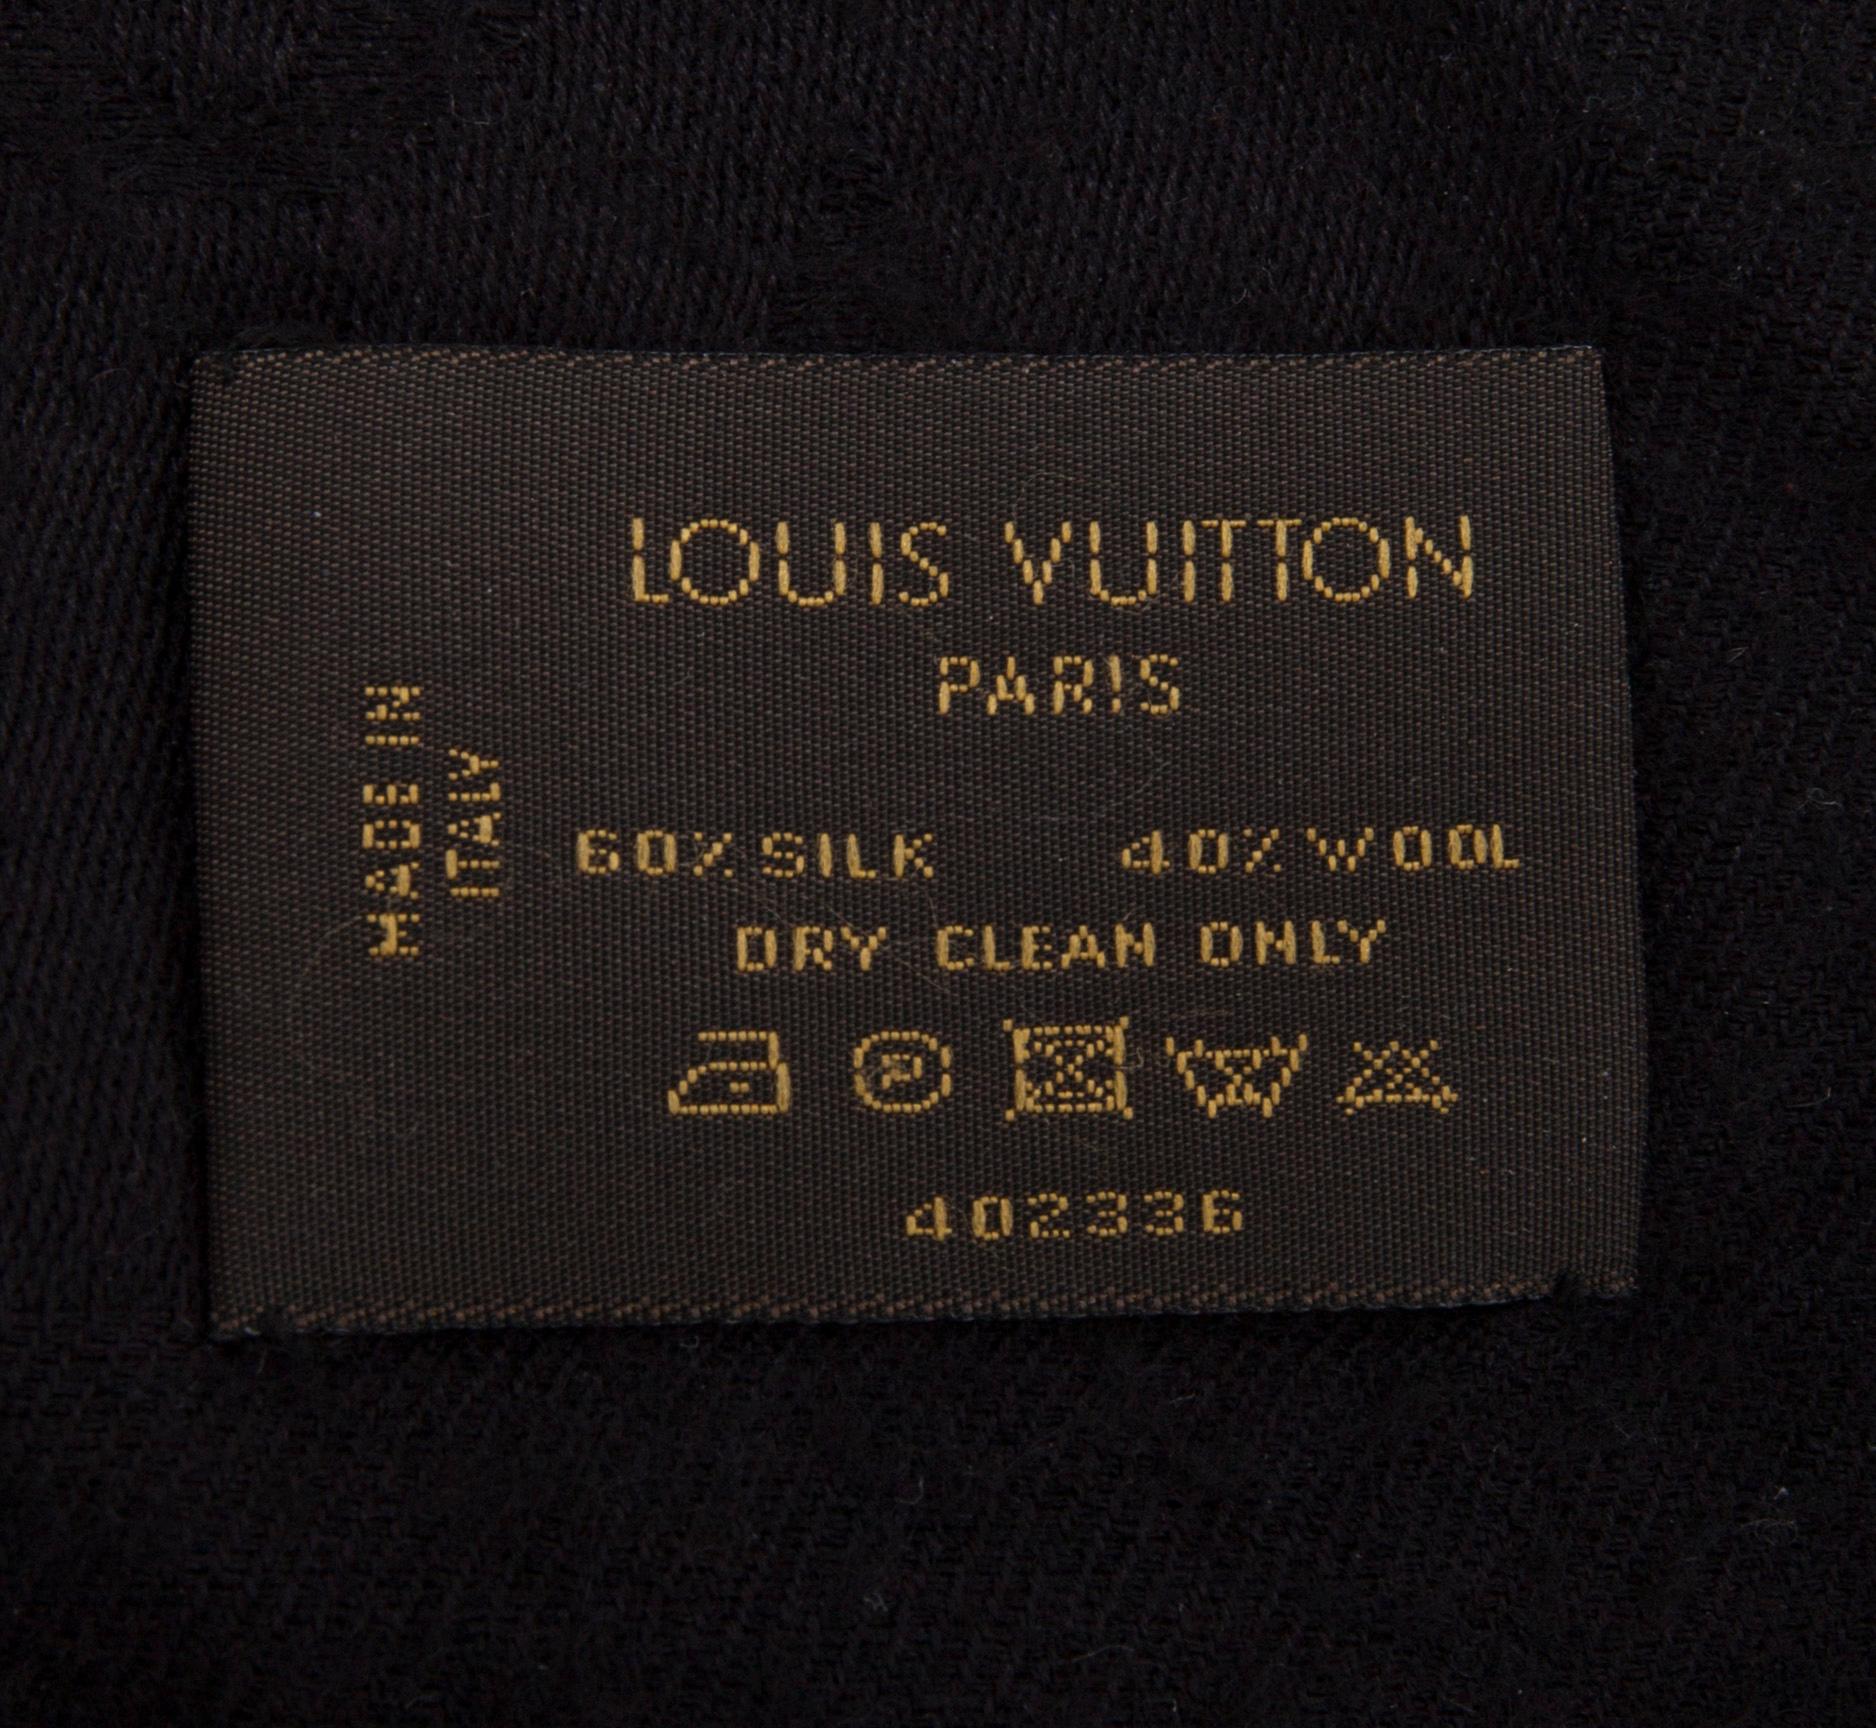 LOUIS VUITTON
PARIS
MADE IN
ITALY
60% SILK 40% WOOL
DRY CLEAN ONLY
P
402336